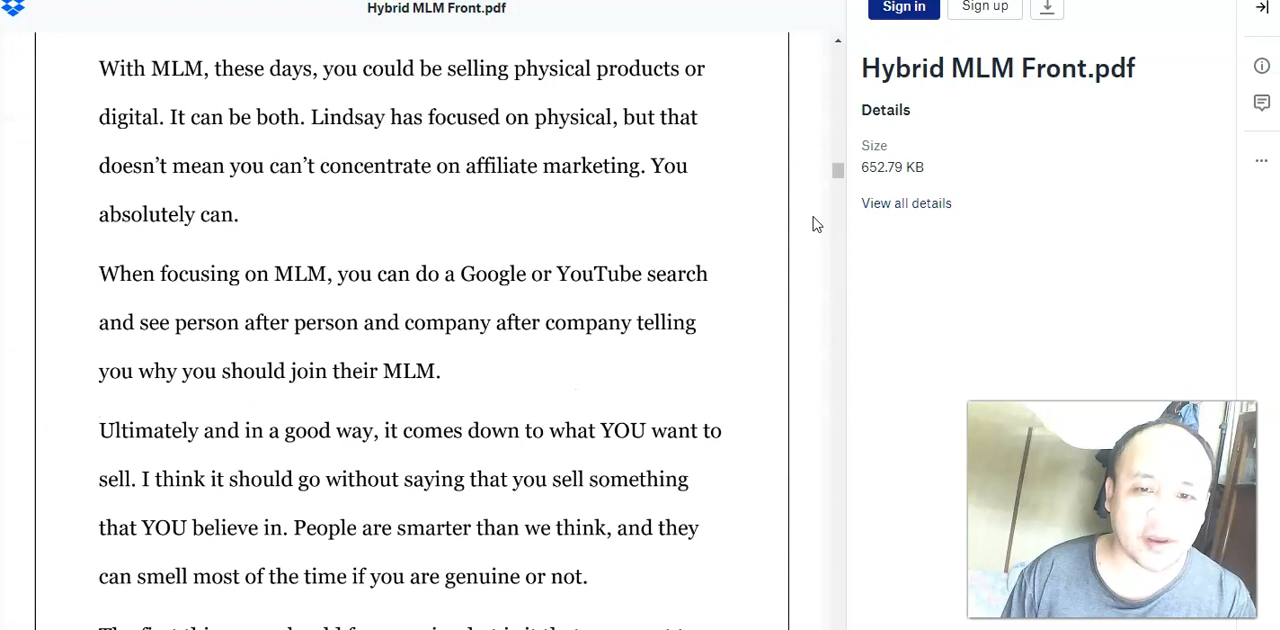 Hybrid MLM Front.pdf
Sign in
Sign up
With MLM, these days, you could be selling physical products or
digital. It can be both. Lindsay has focused on physical, but that
doesn't mean you can't concentrate on affiliate marketing. You
absolutely can.
When focusing on MLM, you can do a Google or YouTube search
and see person after person and company after company telling
you why you should join their MLM.
Ultimately and in a good way, it comes down to what YOU want to
sell. I think it should go without saying that you sell something
that YOU believe in. People are smarter than we think, and they
can smell most of the time if you are genuine or not.
Hybrid MLM Front.pdf
Details
Size
652.79 KB
View all details